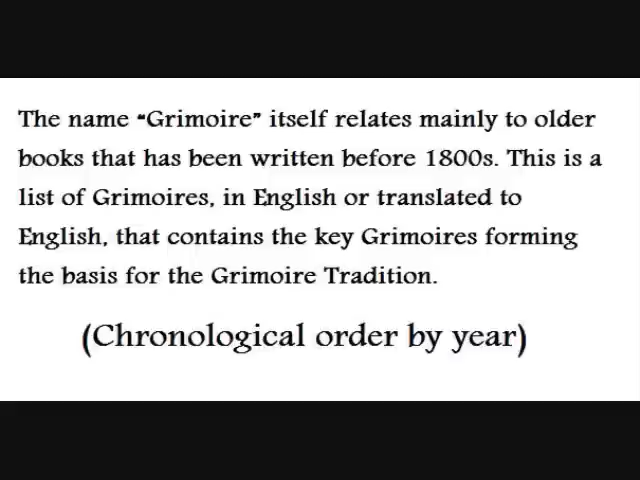 The name “Grimoire” itself relates mainly to older
books that has been written before 1800s. This is a
list of Grimoires, in English or translated to
English, that contains the key Grimoires forming
the basis for the Grimoire Tradition.
(Chronological order by year)